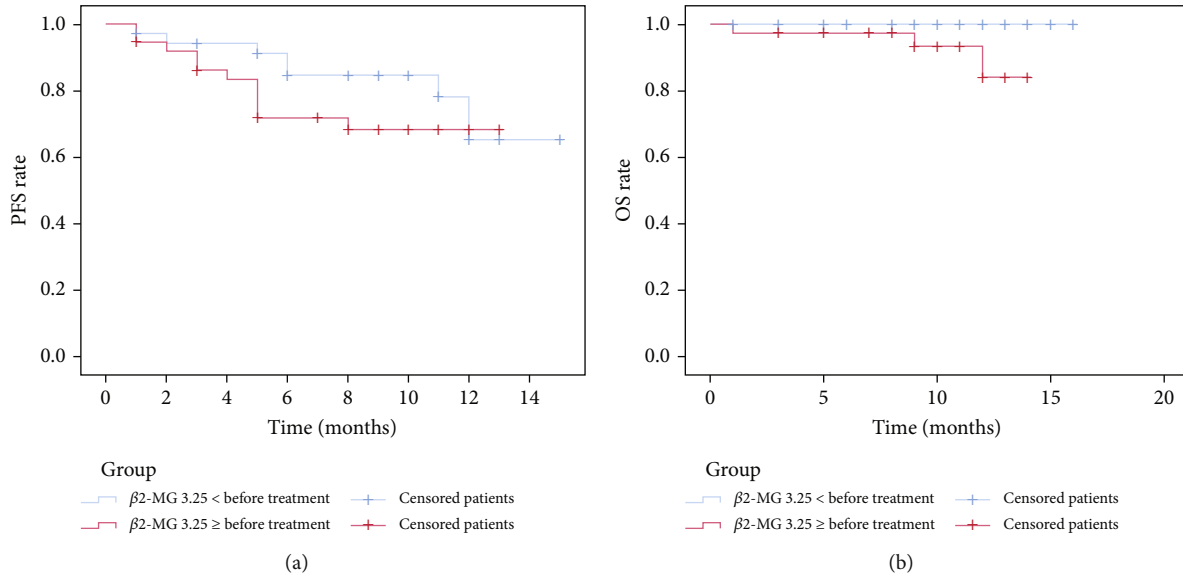 1.0
0.8
0.6
0.4
0.2
0.0
PFS rate
0 2 4 6 8 10 12 14
Time (months)
Group
β2-MG 3.25 < before treatment Censored patients
β2-MG 3.25 ≥ before treatment Censored patients
(a)
1.0
0.8
0.6
0.4
0.2
0.0
OS rate
0 5 10 15 20
Time (months)
Group
β2-MG 3.25 < before treatment Censored patients
β2-MG 3.25 ≥ before treatment Censored patients
(b)